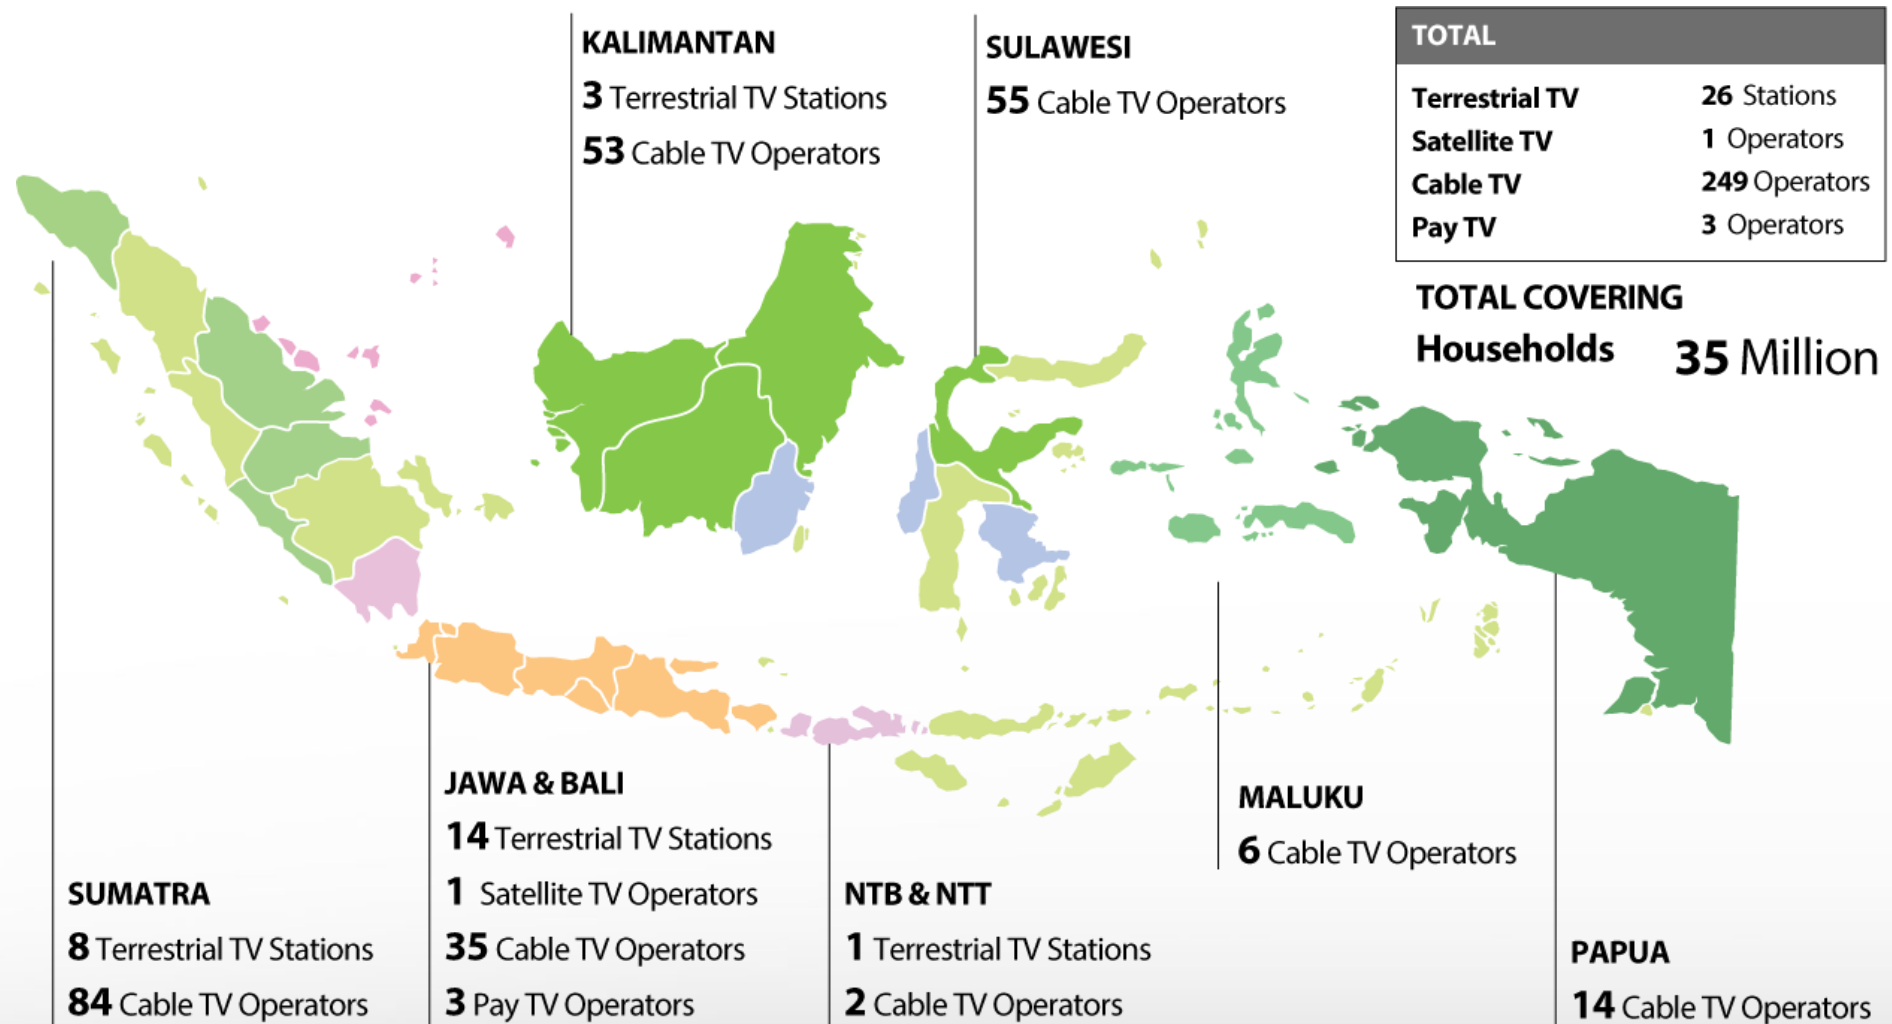 KALIMANTAN
3 Terrestrial TV Stations
53 Cable TV Operators
SULAWESI
55 Cable TV Operators
TOTAL
Terrestrial TV 26 Stations
Satellite TV 1 Operators
Cable TV 249 Operators
Pay TV 3 Operators
TOTAL COVERING
Households 35 Million
SUMATRA
8 Terrestrial TV Stations
84 Cable TV Operators
JAWA & BALI
14 Terrestrial TV Stations
1 Satellite TV Operators
35 Cable TV Operators
3 Pay TV Operators
NTB & NTT
1 Terrestrial TV Stations
2 Cable TV Operators
MALUKU
6 Cable TV Operators
PAPUA
14 Cable TV Operators